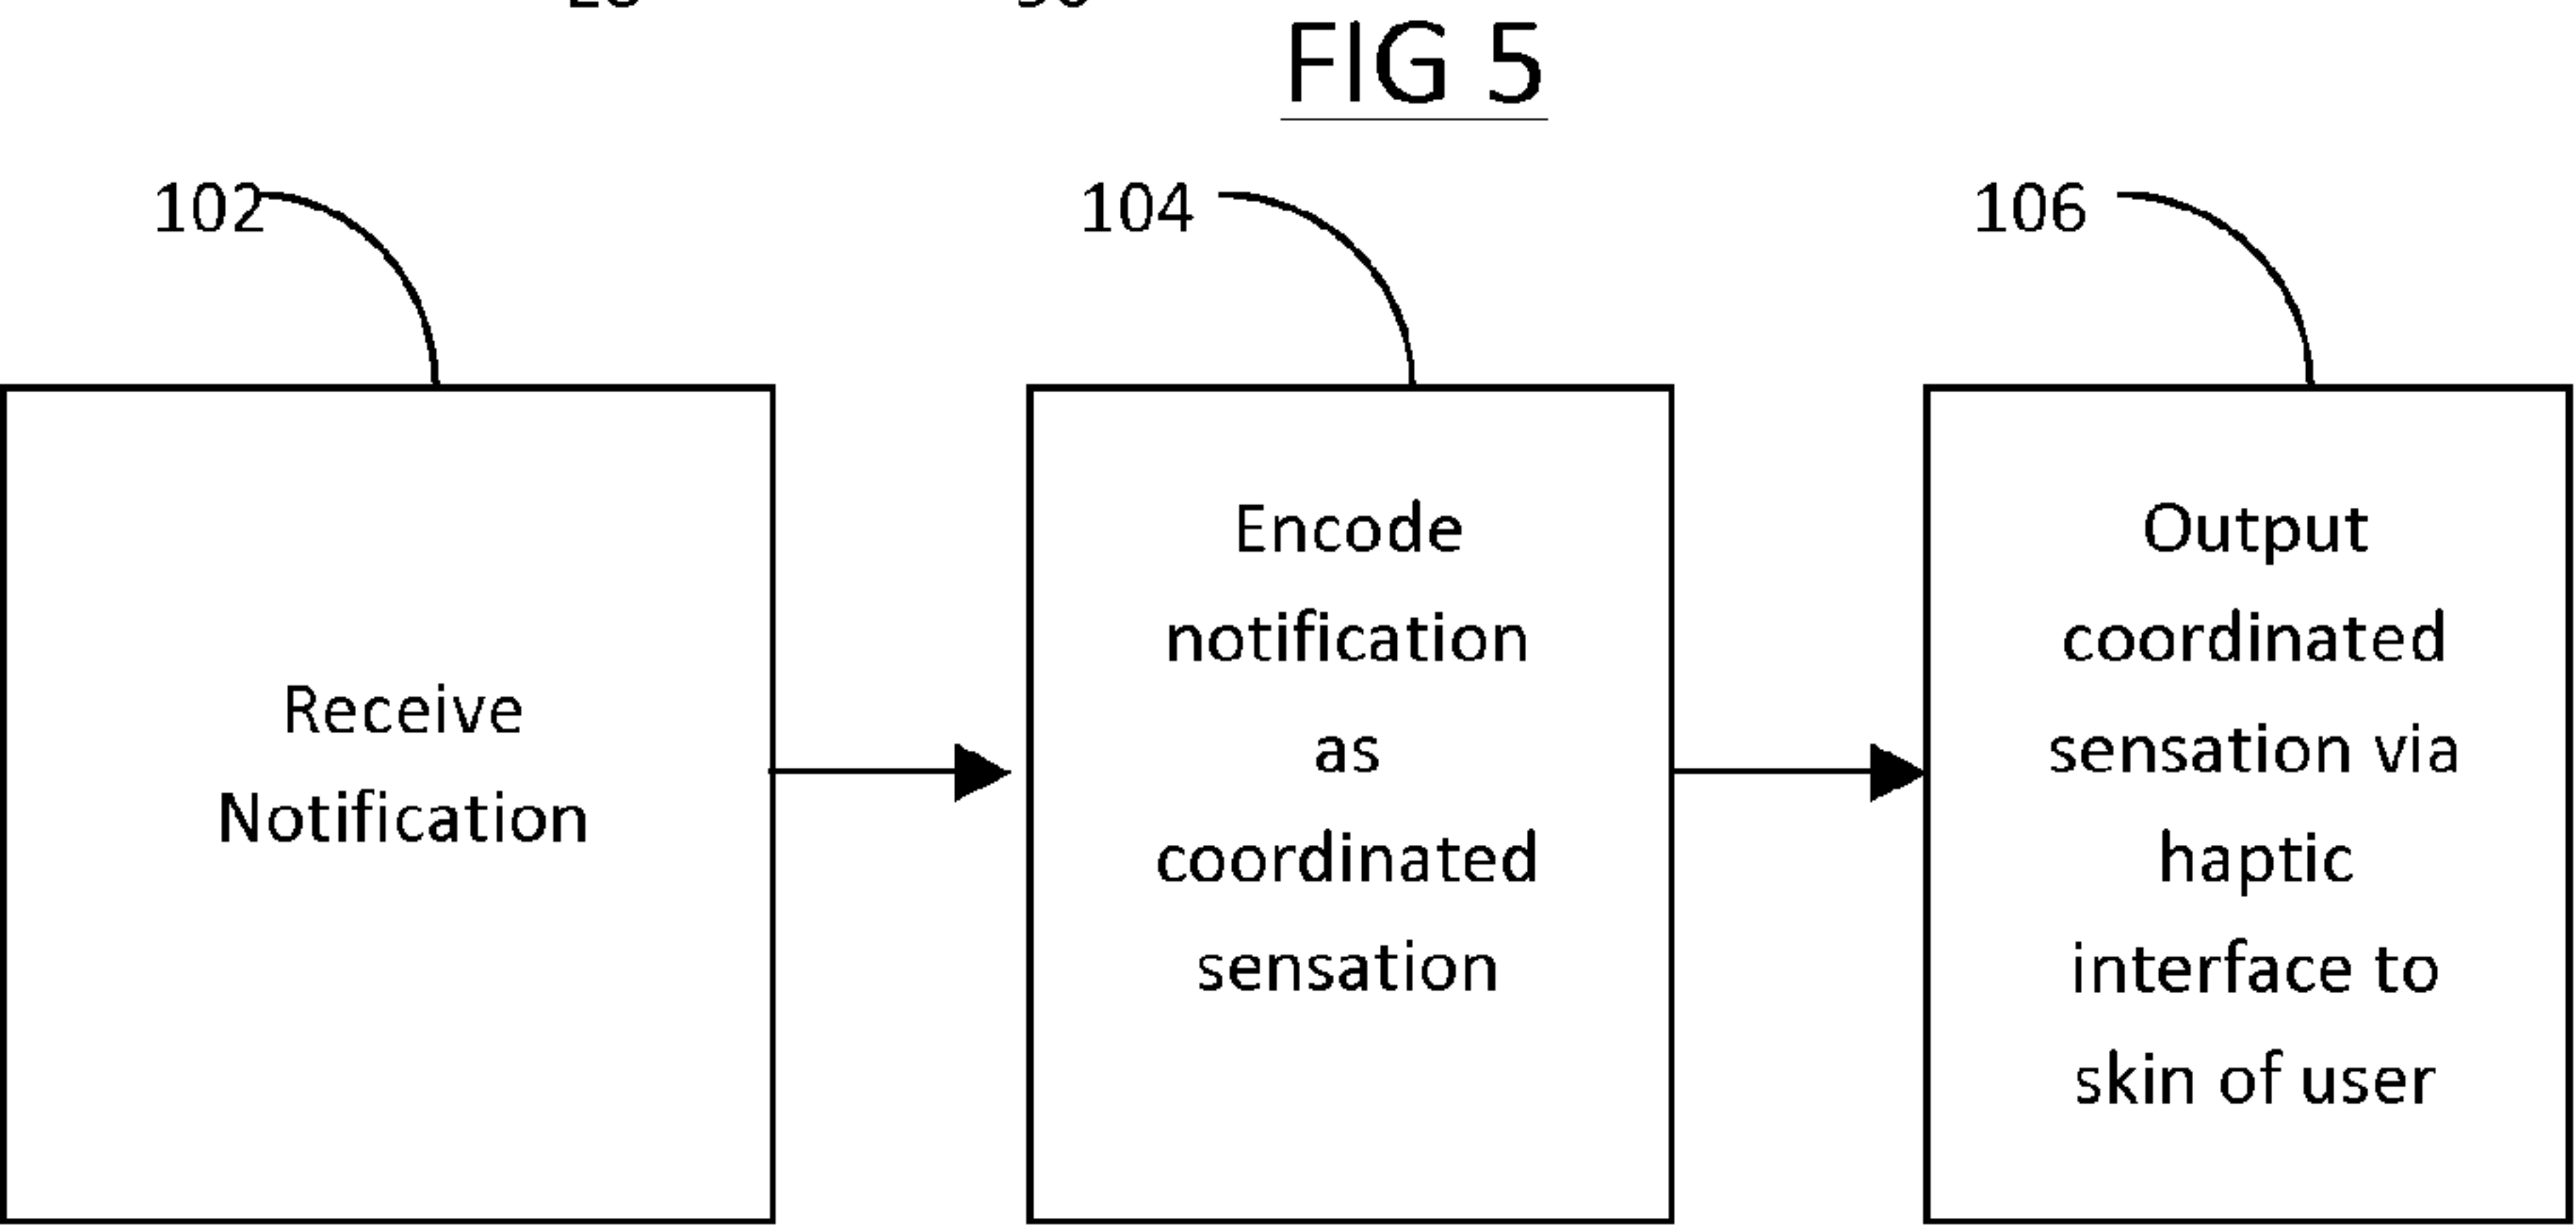 FIG 5
102
104
106
Receive
Notification
Encode
notification
as
coordinated
sensation
Output
coordinated
sensation via
haptic
interface to
skin of user